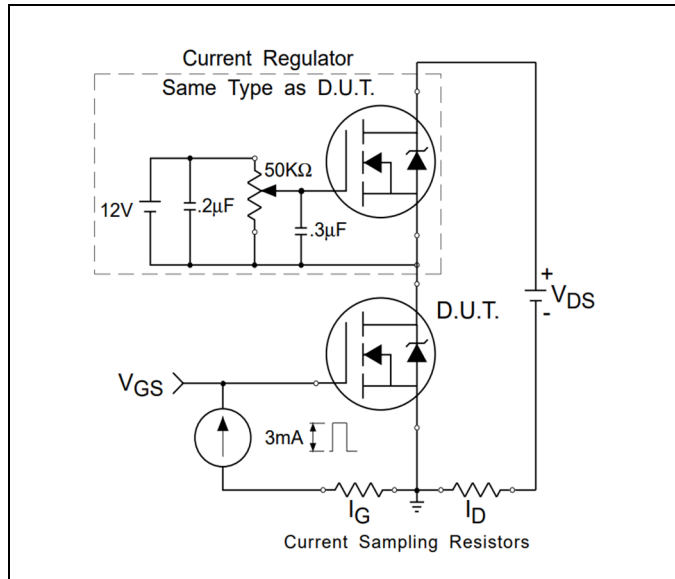 Current Regulator
Same Type as D.U.T.
50KΩ
12V
.2μF
.3μF
+
VDS
-
D.U.T.
VGS
3mA
IG
ID
Current Sampling Resistors